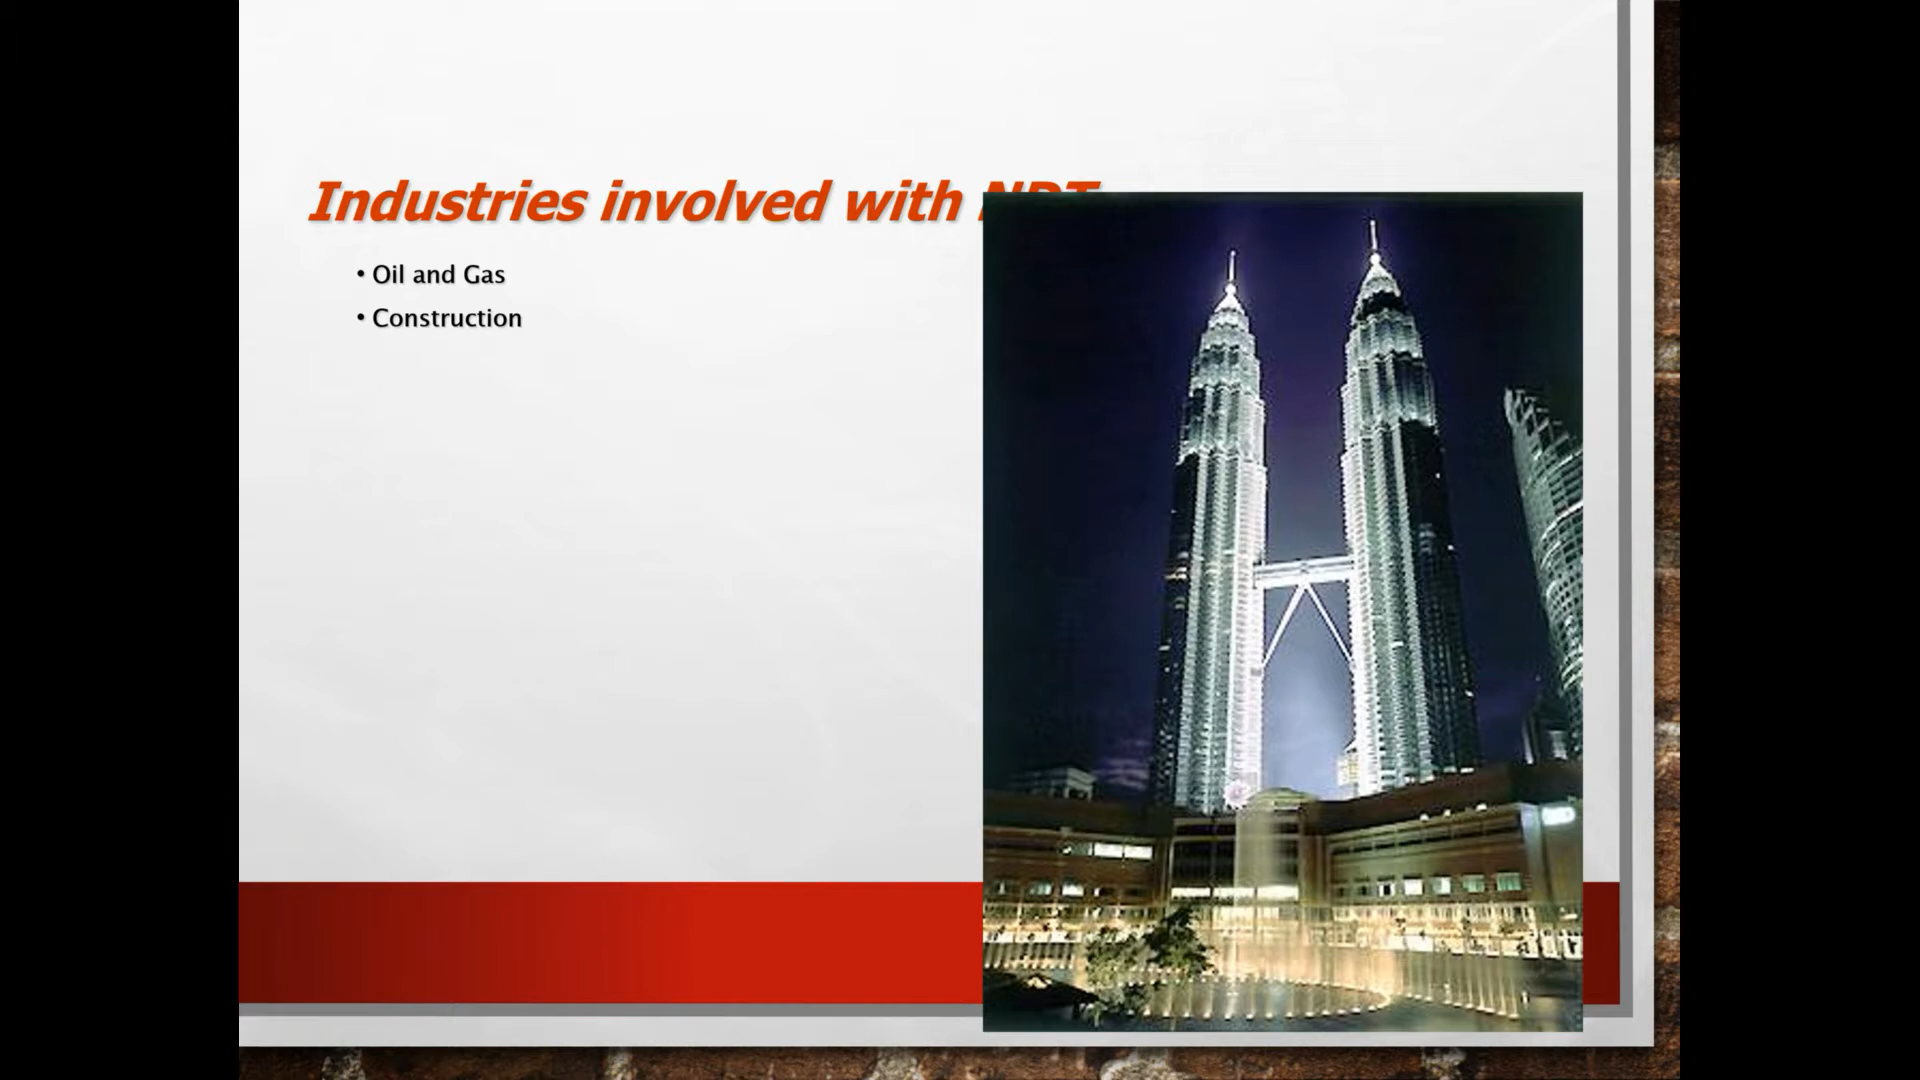 Industries involved with NDT
• Oil and Gas
• Construction